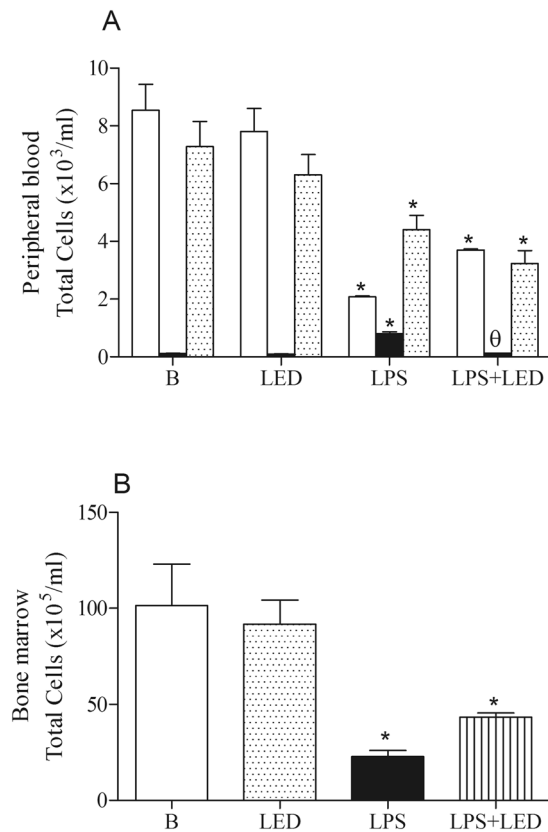 A
Peripheral blood
Total Cells (x10³/ml)
10
8
6
4
2
0
* * * * θ *
B LED LPS LPS+LED
B
Bone marrow
Total Cells (x10⁵/ml)
150
100
50
0
* *
B LED LPS LPS+LED